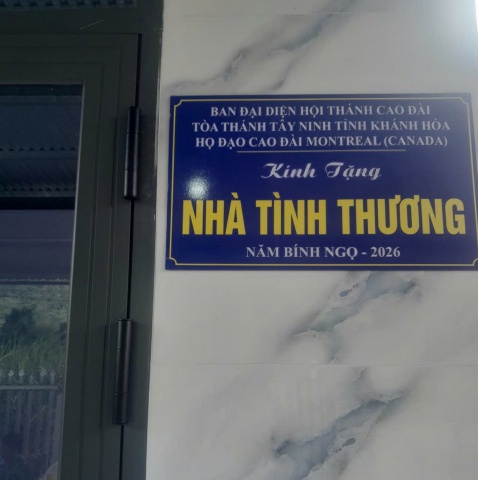 BAN ĐẠI DIỆN HỘI THÁNH CAO ĐÀI
TÒA THÁNH TÂY NINH TỈNH KHÁNH HÒA
HỌ ĐẠO CAO ĐÀI MONTREAL (CANADA)
Kính Tặng
NHÀ TÌNH THƯƠNG
NĂM BÍNH NGỌ - 2026